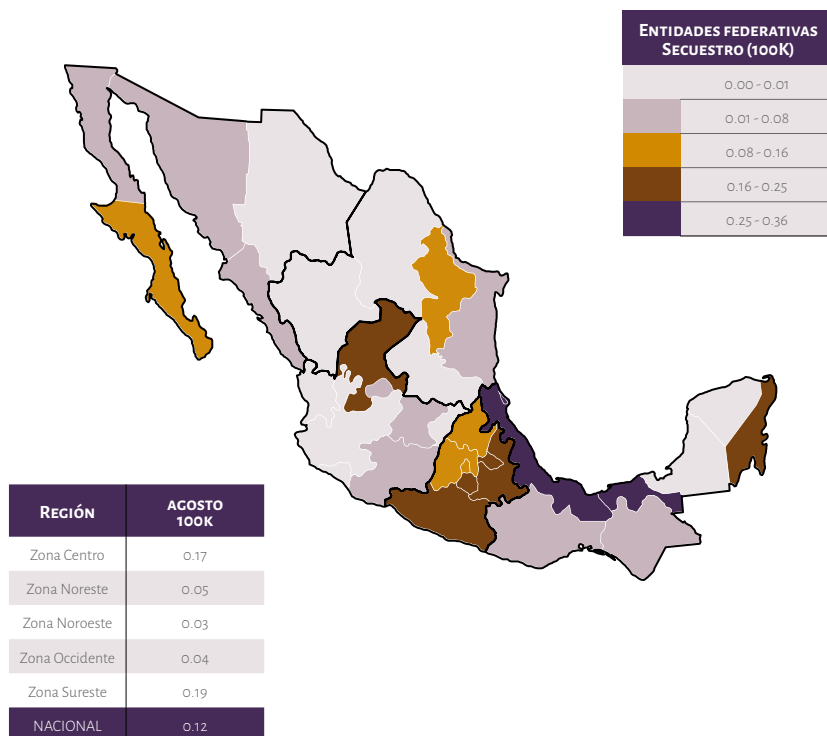 Entidades federativas
Secuestro (100K)
0.00 - 0.01
0.01 - 0.08
0.08 - 0.16
0.16 - 0.25
0.25 - 0.36
Región agosto 100K
Zona Centro 0.17
Zona Noreste 0.05
Zona Noroeste 0.03
Zona Occidente 0.04
Zona Sureste 0.19
NACIONAL 0.12